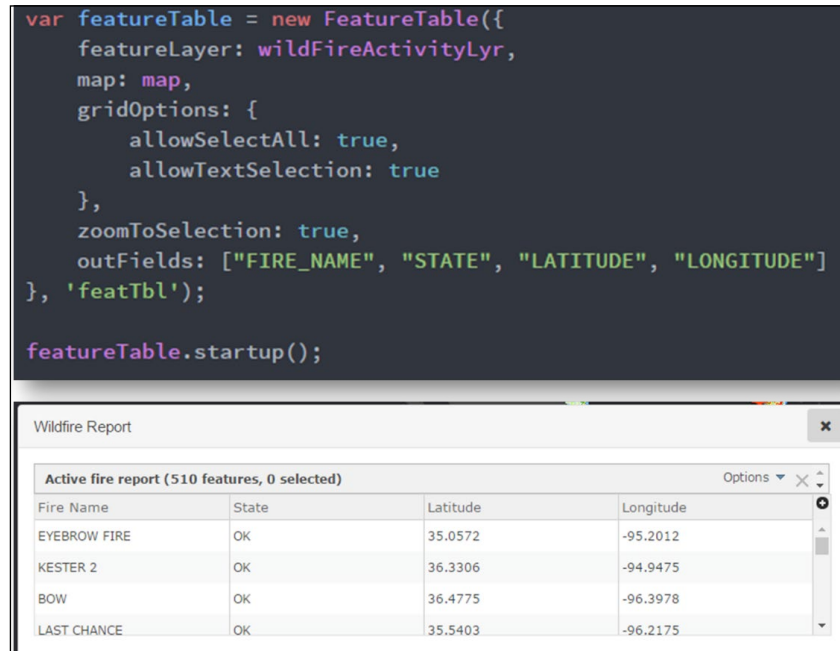 var featureTable = new FeatureTable({
    featureLayer: wildFireActivityLyr,
    map: map,
    gridOptions: {
        allowSelectAll: true,
        allowTextSelection: true
    },
    zoomToSelection: true,
    outFields: ["FIRE_NAME", "STATE", "LATITUDE", "LONGITUDE"]
}, 'featTbl');

featureTable.startup();
Wildfire Report
Active fire report (510 features, 0 selected) Options
Fire Name State Latitude Longitude
EYEBROW FIRE OK 35.0572 -95.2012
KESTER 2 OK 36.3306 -94.9475
BOW OK 36.4775 -96.3978
LAST CHANCE OK 35.5403 -96.2175